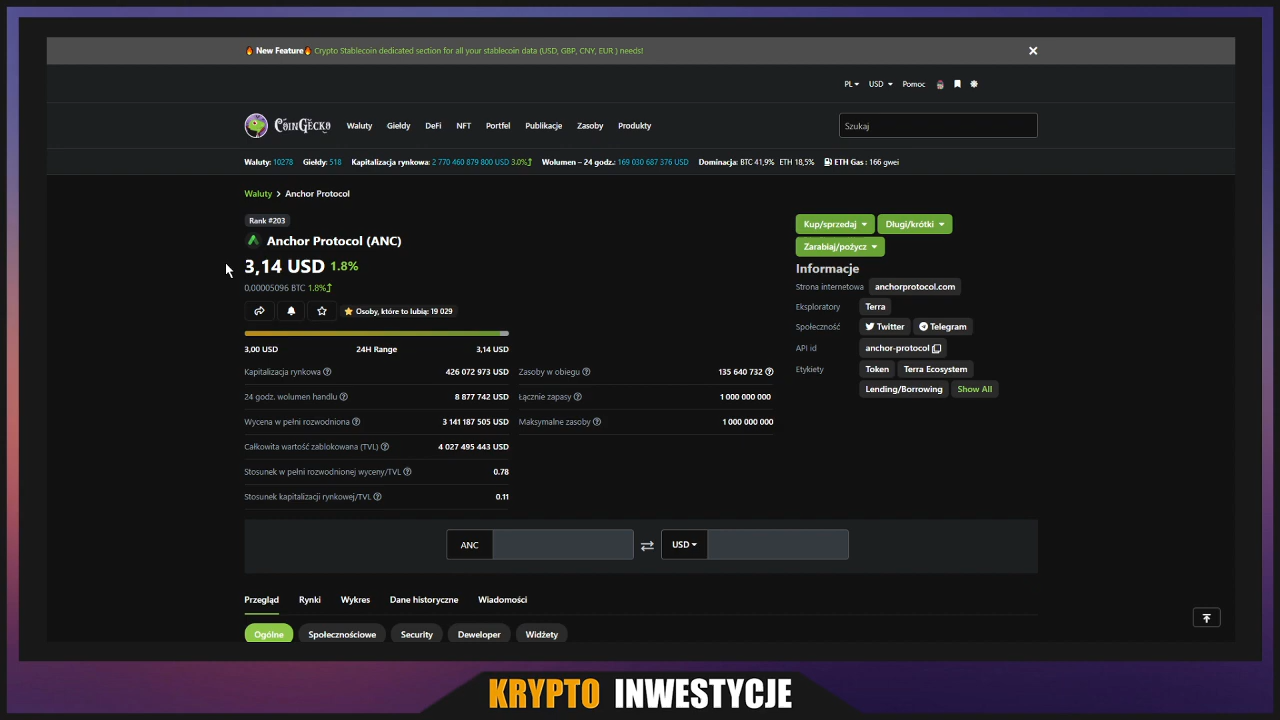 🔥 New Feature🔥 Crypto Stablecoin dedicated section for all your stablecoin data (USD, GBP, CNY, EUR ) needs!
PL USD Pomoc
CoinGecko Waluty Giełdy DeFi NFT Portfel Publikacje Zasoby Produkty Szukaj
Waluty: 10278 Giełdy: 518 Kapitalizacja rynkowa: 2 770 460 879 800 USD 3.0% Wolumen – 24 godz.: 169 030 687 376 USD Dominacja: BTC 41,9% ETH 18,5% ETH Gas : 166 gwei
Waluty > Anchor Protocol
Rank #203
Anchor Protocol (ANC)
3,14 USD 1.8%
0.00005096 BTC 1.8%
Osoby, które to lubią: 19 029
3,00 USD 24H Range 3,14 USD
Kapitalizacja rynkowa 426 072 973 USD
24 godz. wolumen handlu 8 877 742 USD
Wycena w pełni rozwodniona 3 141 187 505 USD
Całkowita wartość zablokowana (TVL) 4 027 495 443 USD
Stosunek w pełni rozwodnionej wyceny/TVL 0.78
Stosunek kapitalizacji rynkowej/TVL 0.11
Zasoby w obiegu 135 640 732
Łącznie zapasy 1 000 000 000
Maksymalne zasoby 1 000 000 000
Kup/sprzedaj Długi/krótki
Zarabiaj/pożycz
Informacje
Strona internetowa anchorprotocol.com
Eksploratory Terra
Społeczność Twitter Telegram
API id anchor-protocol
Etykiety Token Terra Ecosystem
Lending/Borrowing Show All
ANC USD
Przegląd Rynki Wykres Dane historyczne Wiadomości
Ogólne Społecznościowe Security Deweloper Widżety
KRYPTO INWESTYCJE